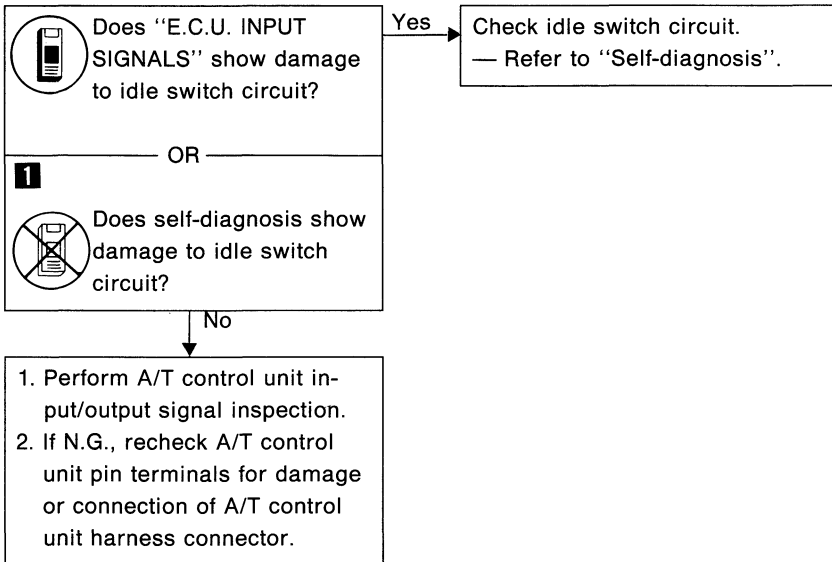 Does ‘‘E.C.U. INPUT
SIGNALS’’ show damage
to idle switch circuit?
Yes
Check idle switch circuit.
— Refer to ‘‘Self-diagnosis’’.
OR
1
Does self-diagnosis show
damage to idle switch
circuit?
No
1. Perform A/T control unit in-
put/output signal inspection.
2. If N.G., recheck A/T control
unit pin terminals for damage
or connection of A/T control
unit harness connector.